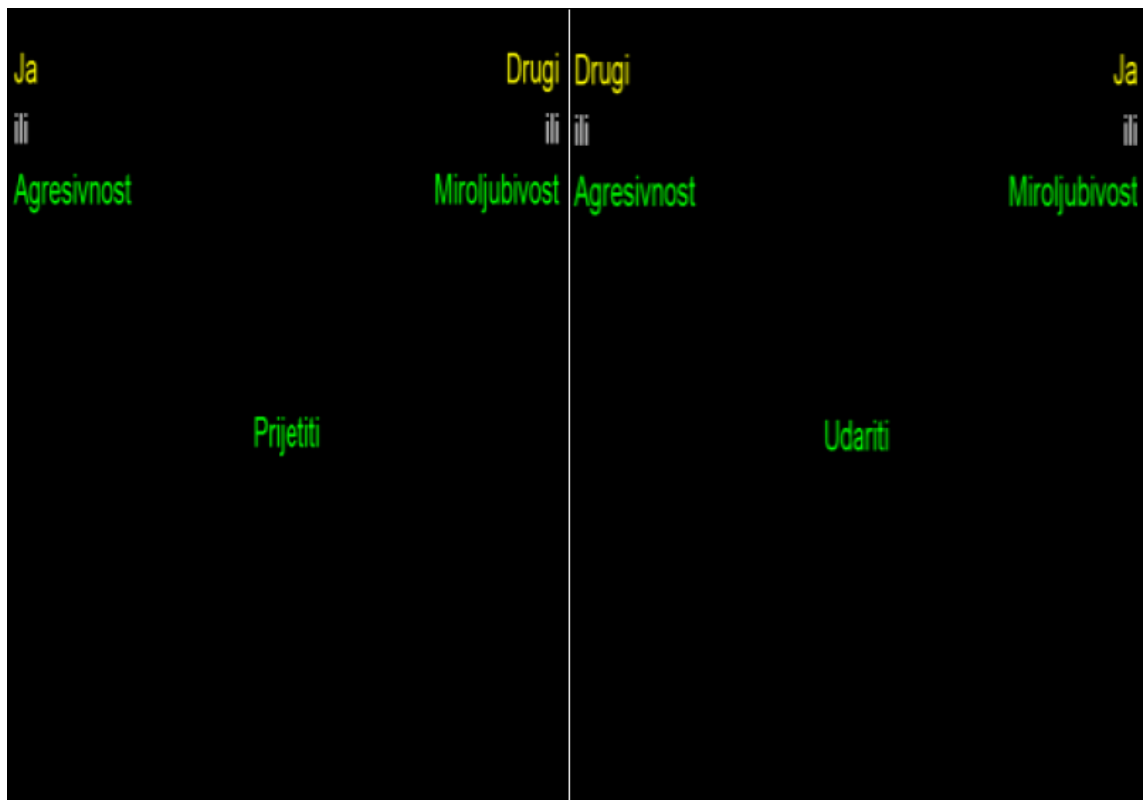 Ja Drugi
ili ili
Agresivnost Miroljubivost
Prijetiti
Drugi Ja
ili ili
Agresivnost Miroljubivost
Udariti